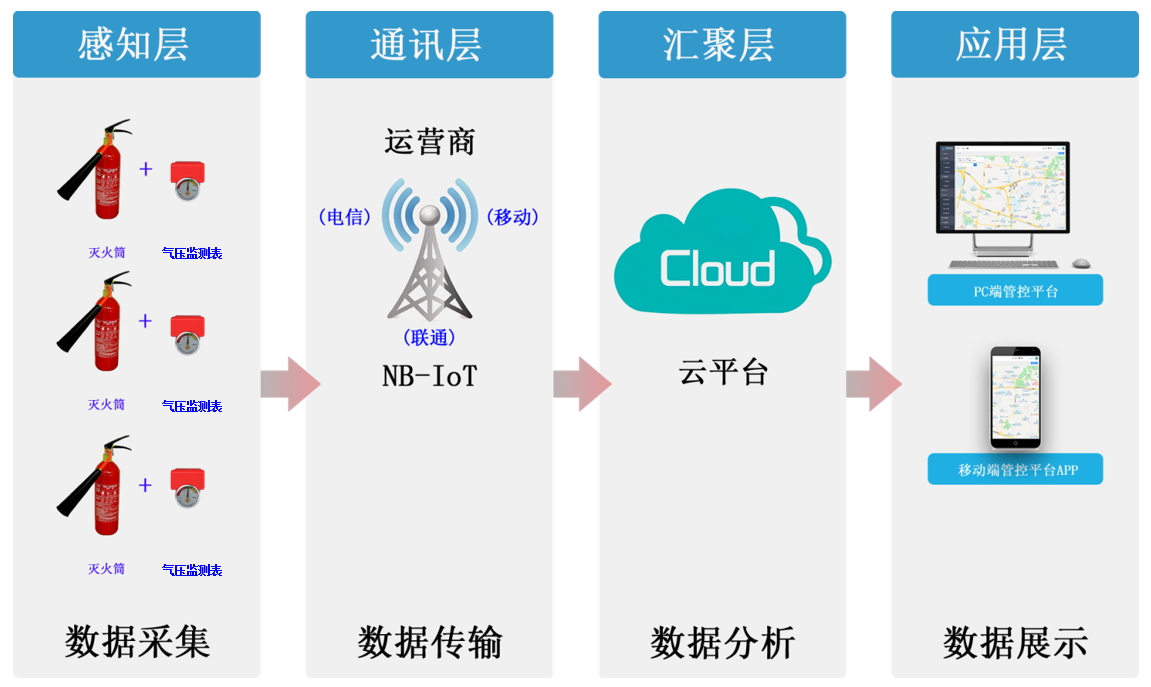 感知层
灭火筒 气压监测表
灭火筒 气压监测表
灭火筒 气压监测表
数据采集
通讯层
运营商
(电信) (移动)
(联通)
NB-IoT
数据传输
汇聚层
Cloud
云平台
数据分析
应用层
PC端管控平台
移动端管控平台APP
数据展示